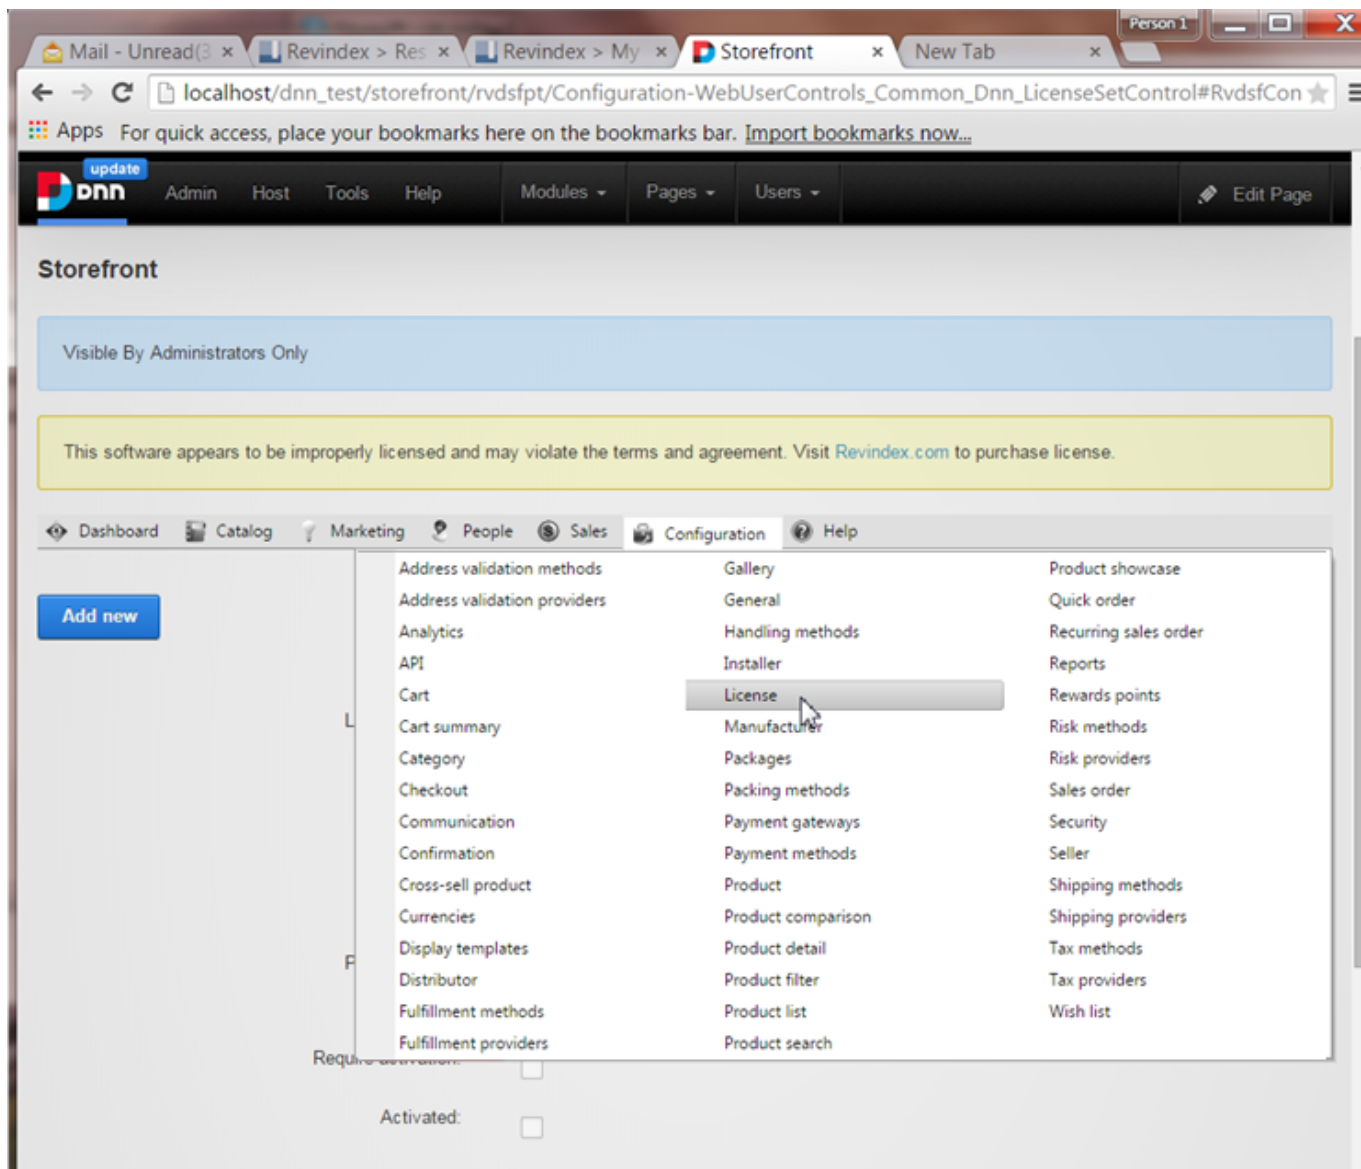 Person 1
Mail - Unread(3
Revindex > Res
Revindex > My
Storefront
New Tab
localhost/dnn_test/storefront/rvdsfpt/Configuration-WebUserControls_Common_Dnn_LicenseSetControl#RvdsfCon
Apps For quick access, place your bookmarks here on the bookmarks bar. Import bookmarks now...
update
DNN Admin Host Tools Help Modules Pages Users Edit Page
Storefront
Visible By Administrators Only
This software appears to be improperly licensed and may violate the terms and agreement. Visit Revindex.com to purchase license.
Dashboard Catalog Marketing People Sales Configuration Help
Add new
Address validation methods
Address validation providers
Analytics
API
Cart
Cart summary
Category
Checkout
Communication
Confirmation
Cross-sell product
Currencies
Display templates
Distributor
Fulfillment methods
Fulfillment providers
Gallery
General
Handling methods
Installer
License
Manufacturer
Packages
Packing methods
Payment gateways
Payment methods
Product
Product comparison
Product detail
Product filter
Product list
Product search
Product showcase
Quick order
Recurring sales order
Reports
Rewards points
Risk methods
Risk providers
Sales order
Security
Seller
Shipping methods
Shipping providers
Tax methods
Tax providers
Wish list
L
P
Require activation:
Activated: